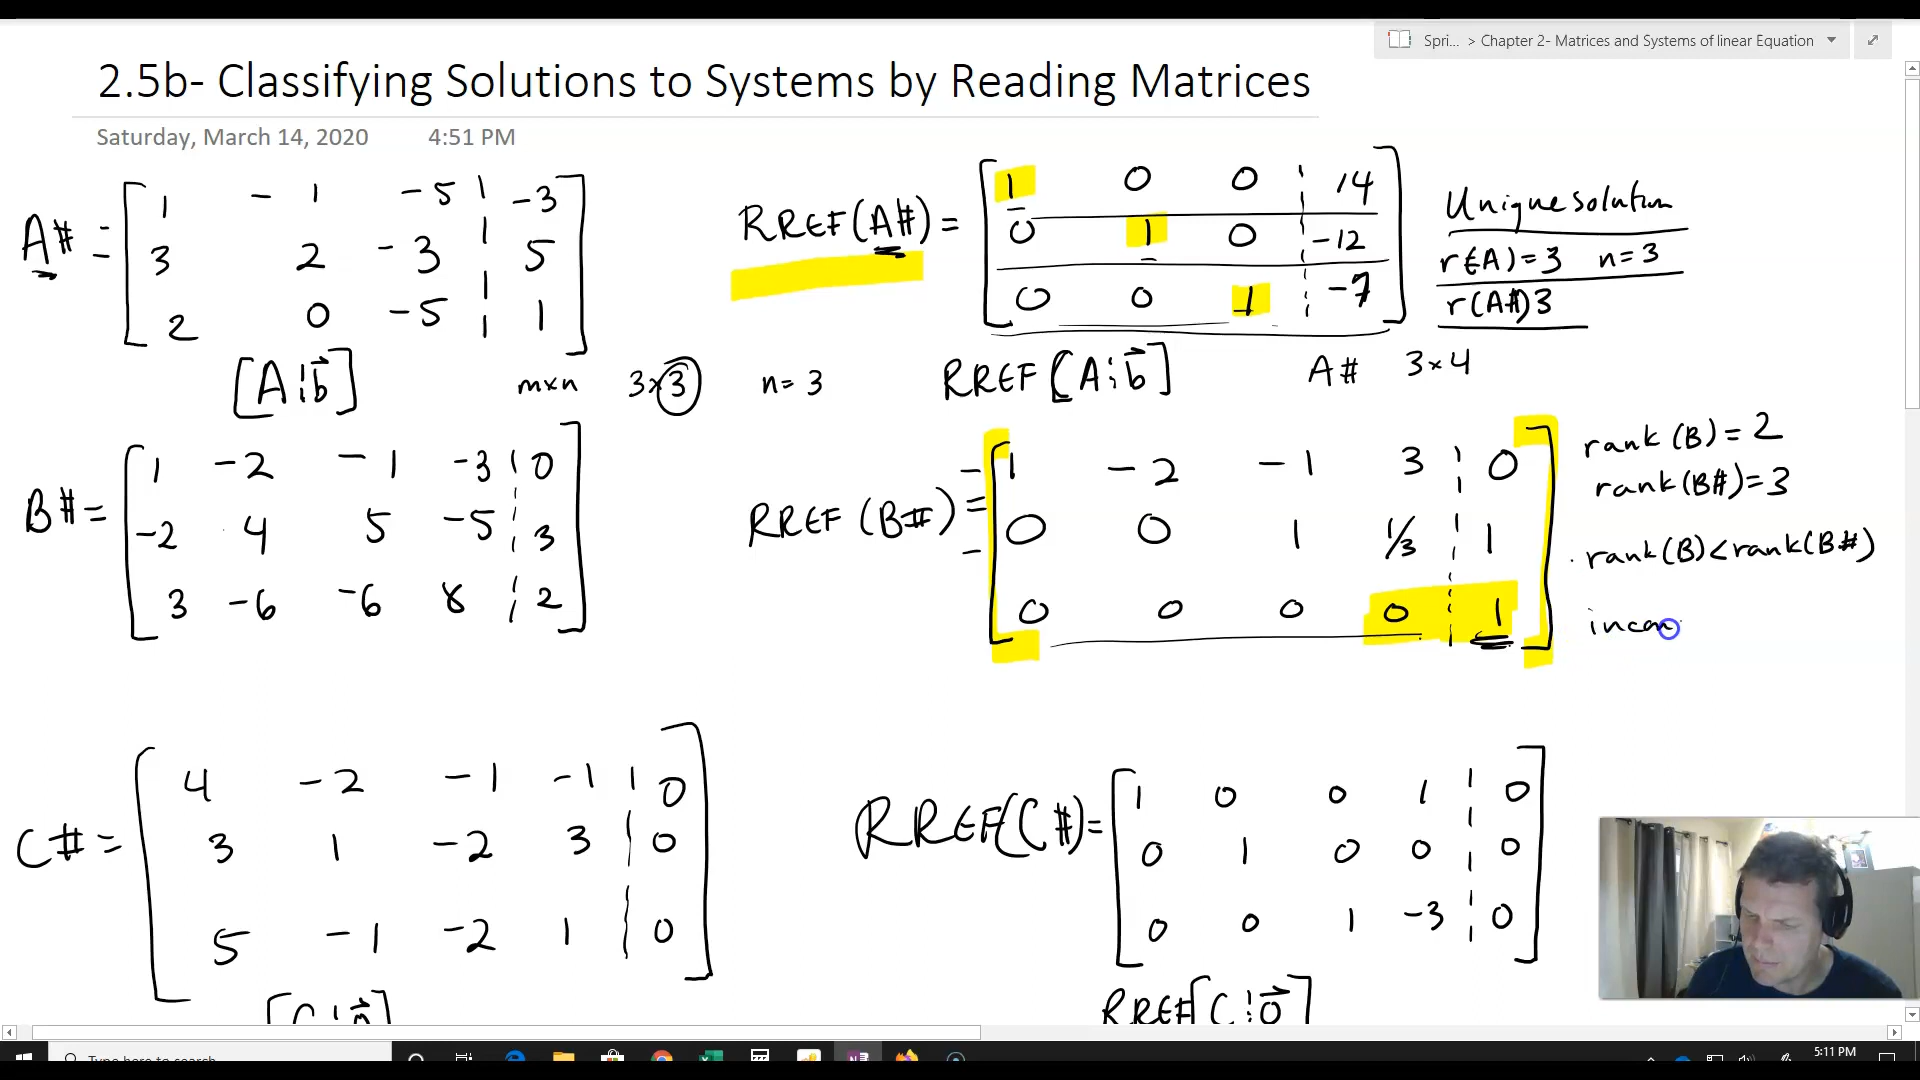 Spri... > Chapter 2- Matrices and Systems of linear Equation
2.5b- Classifying Solutions to Systems by Reading Matrices
Saturday, March 14, 2020 4:51 PM
A# = [ 1 -1 -5 | -3
3 2 -3 | 5
2 0 -5 | 1 ]
[A¦b⃗]
m×n 3×3 n=3
RREF(A#) = [ 1 0 0 ¦ 14
0 1 0 ¦ -12
0 0 1 ¦ -7 ]
RREF[A¦b⃗] A# 3×4
Unique solution
r(A)=3 n=3
r(A#)3
B# = [ 1 -2 -1 -3 ¦ 0
-2 4 5 -5 ¦ 3
3 -6 -6 8 ¦ 2 ]
RREF(B#) = [ 1 -2 -1 3 ¦ 0
0 0 1 1/3 ¦ 1
0 0 0 0 ¦ 1 ]
rank(B)=2
rank(B#)=3
rank(B)<rank(B#)
incon
C# = [ 4 -2 -1 -1 ¦ 0
3 1 -2 3 ¦ 0
5 -1 -2 1 ¦ 0 ]
RREF(C#) = [ 1 0 0 1 ¦ 0
0 1 0 0 ¦ 0
0 0 1 -3 ¦ 0 ]
RREF[C¦0⃗]
Type here to search
5:11 PM